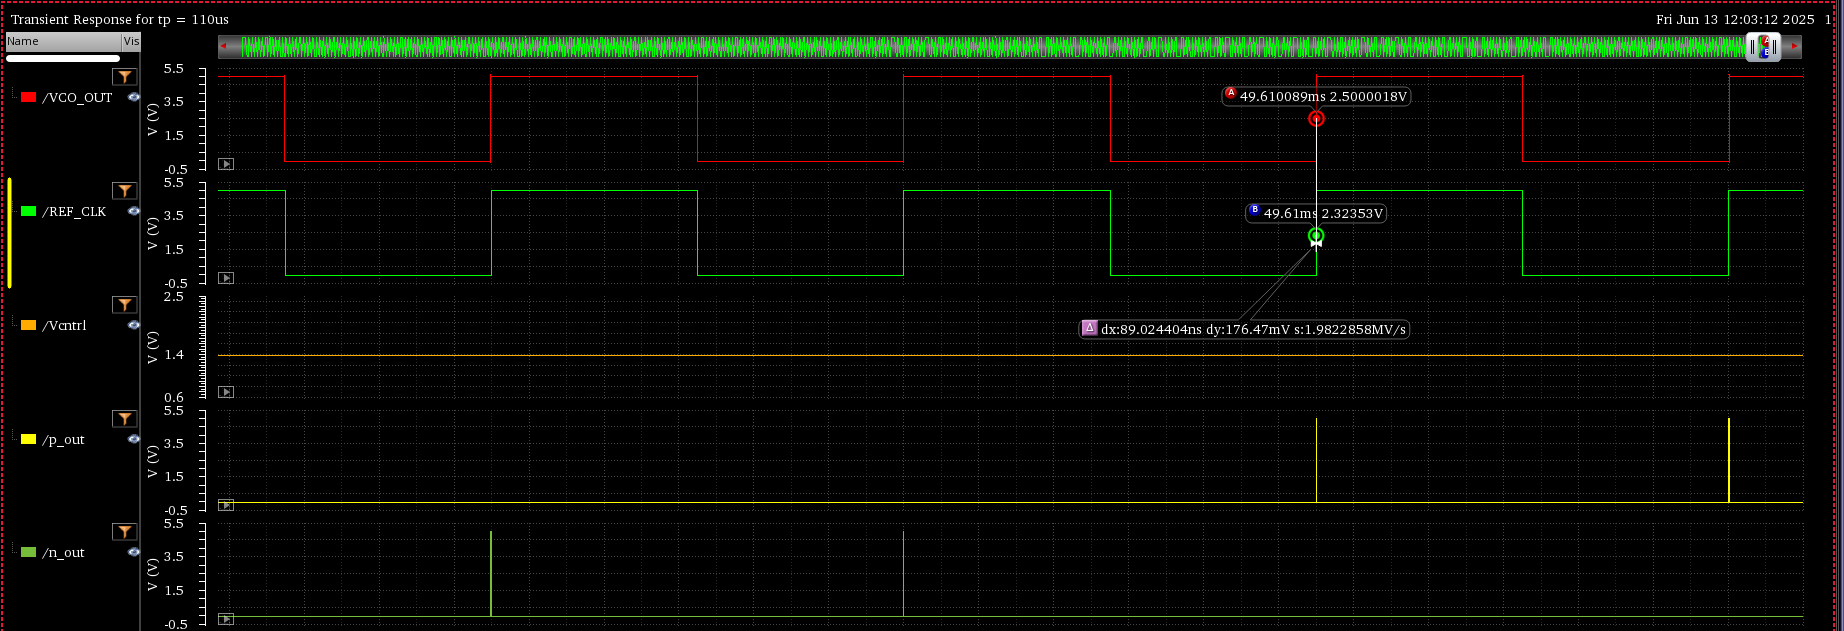 Transient Response for tp = 110us
Fri Jun 13 12:03:12 2025 1
Name Vis
/VCO_OUT
V (V)
5.5
3.5
1.5
-0.5
A 49.610089ms 2.5000018V
/REF_CLK
V (V)
5.5
3.5
1.5
-0.5
B 49.61ms 2.32353V
/Vcntrl
V (V)
2.5
1.4
0.6
Δ dx:89.024404ns dy:176.47mV s:1.9822858MV/s
/p_out
V (V)
5.5
3.5
1.5
-0.5
/n_out
V (V)
5.5
3.5
1.5
-0.5